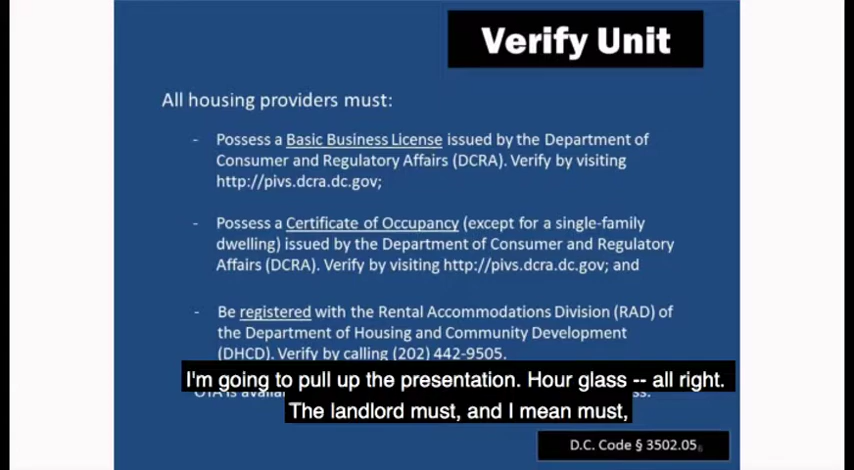 Verify Unit
All housing providers must:
- Possess a Basic Business License issued by the Department of
Consumer and Regulatory Affairs (DCRA). Verify by visiting
http://pivs.dcra.dc.gov;
- Possess a Certificate of Occupancy (except for a single-family
dwelling) issued by the Department of Consumer and Regulatory
Affairs (DCRA). Verify by visiting http://pivs.dcra.dc.gov; and
- Be registered with the Rental Accommodations Division (RAD) of
the Department of Housing and Community Development
(DHCD). Verify by calling (202) 442-9505.
I'm going to pull up the presentation. Hour glass -- all right.
OTA is
The landlord must, and I mean must,
D.C. Code § 3502.05